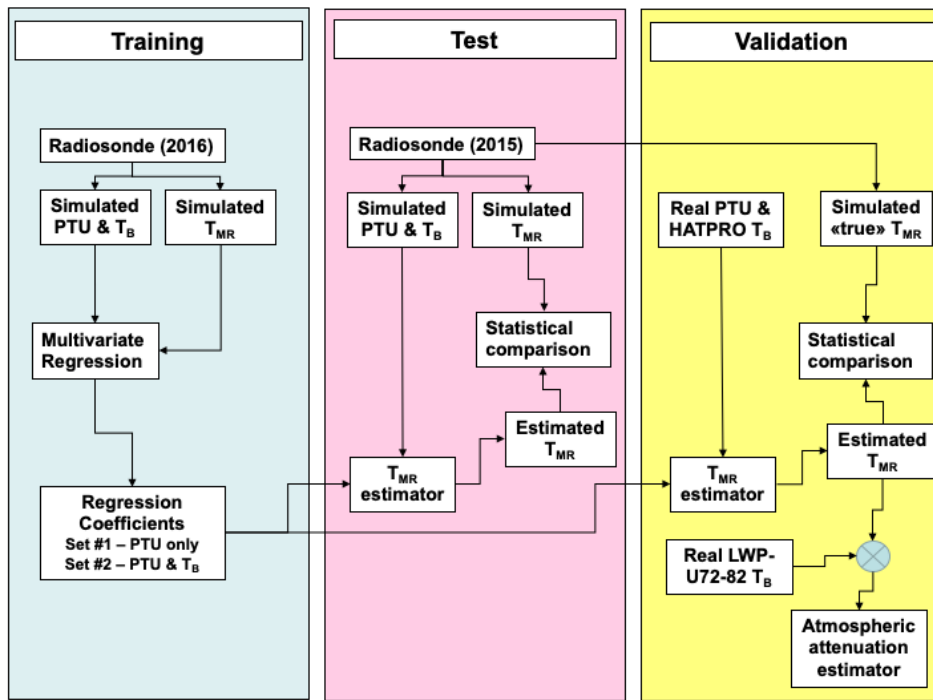 Training
Radiosonde (2016)
Simulated
PTU & TB
Simulated
TMR
Multivariate
Regression
Regression
Coefficients
Set #1 – PTU only
Set #2 – PTU & TB
Test
Radiosonde (2015)
Simulated
PTU & TB
Simulated
TMR
Statistical
comparison
Estimated
TMR
TMR
estimator
Validation
Real PTU &
HATPRO TB
Simulated
«true» TMR
Statistical
comparison
Estimated
TMR
TMR
estimator
Real LWP-
U72-82 TB
Atmospheric
attenuation
estimator